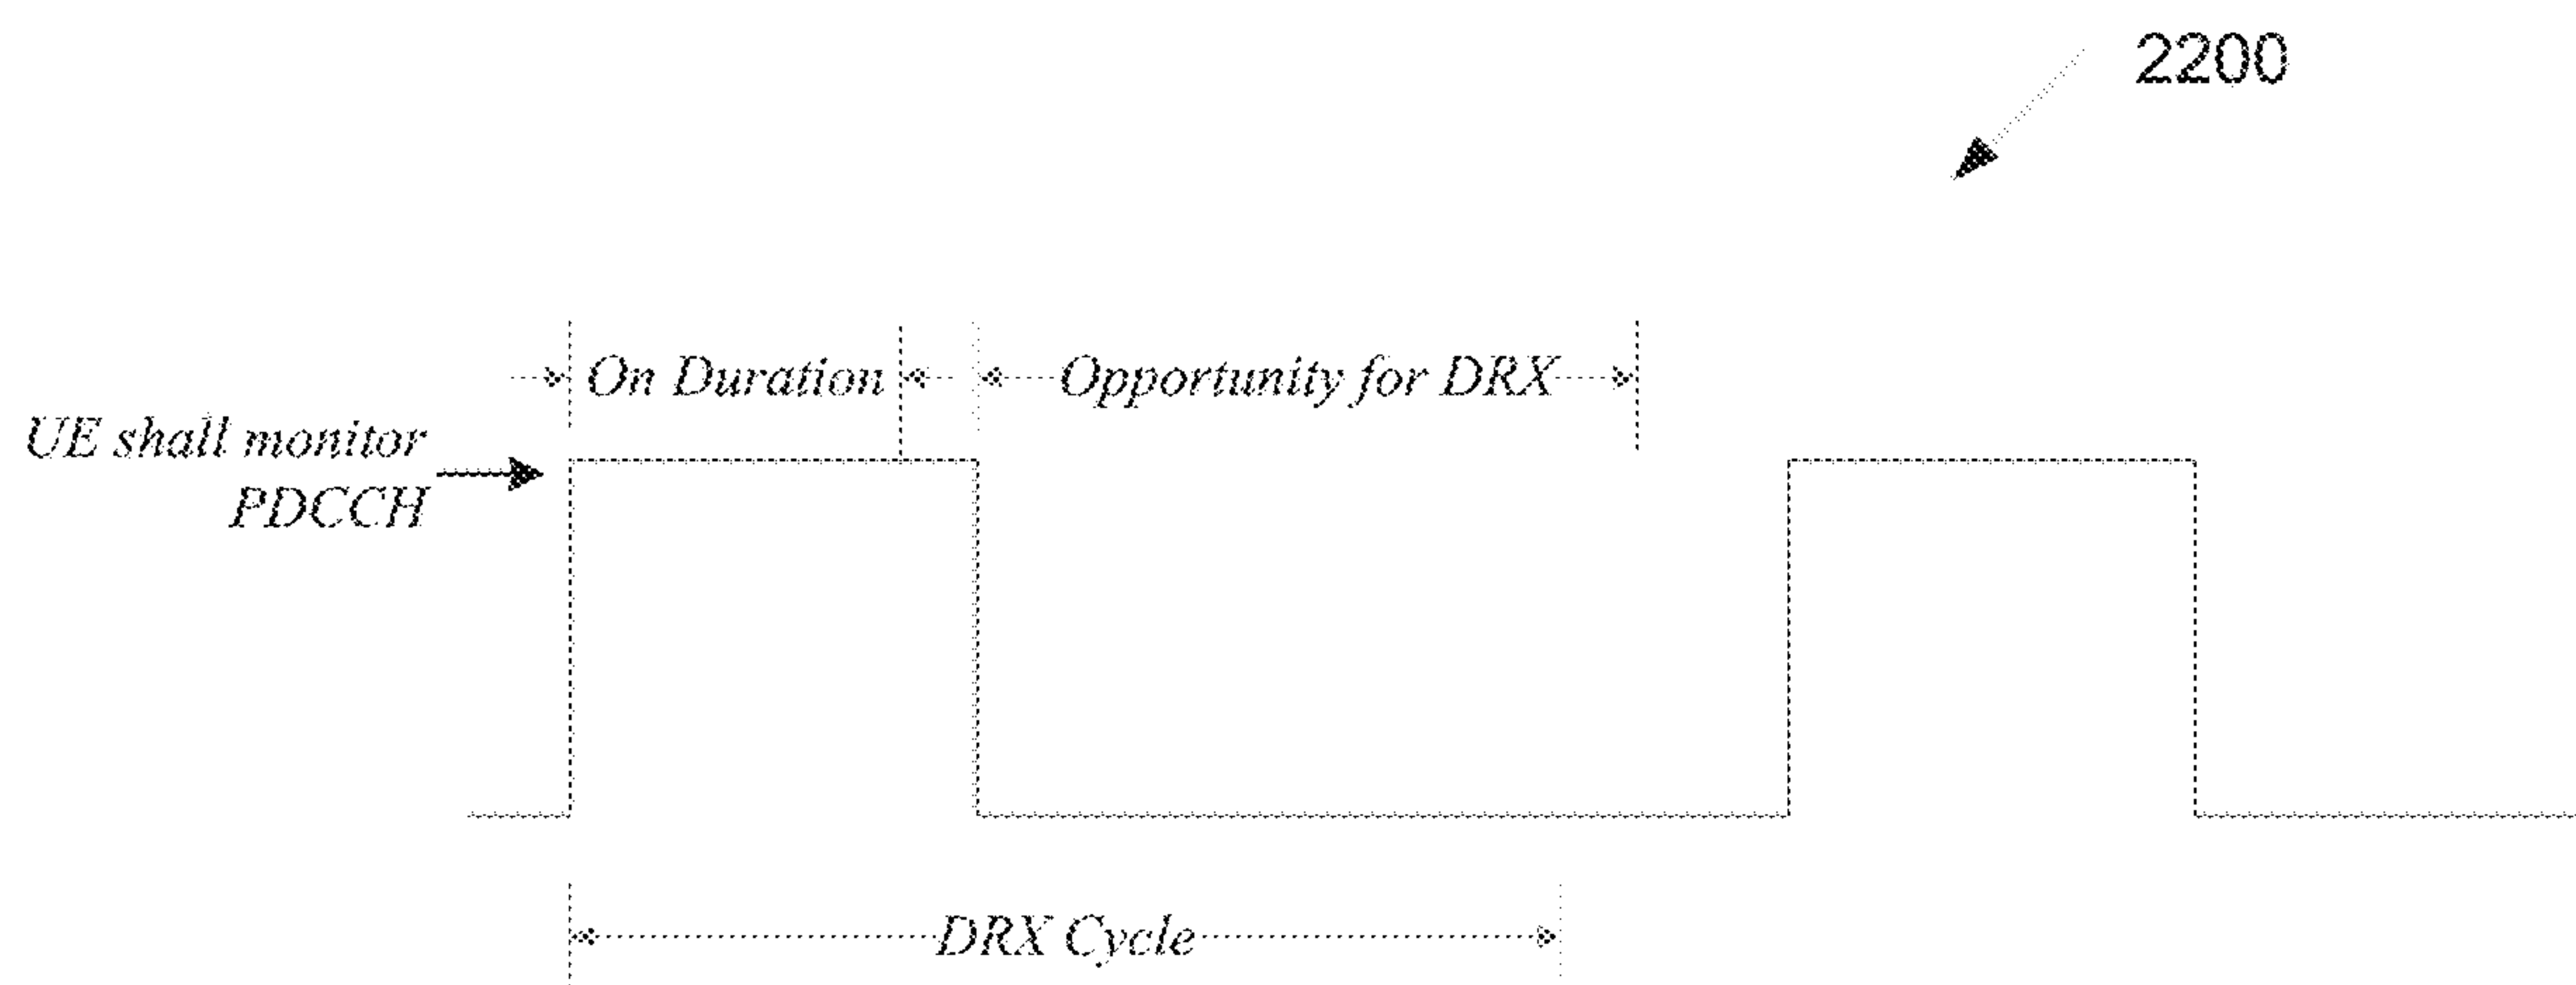 2200
On Duration
Opportunity for DRX
UE shall monitor
PDCCH
DRX Cycle